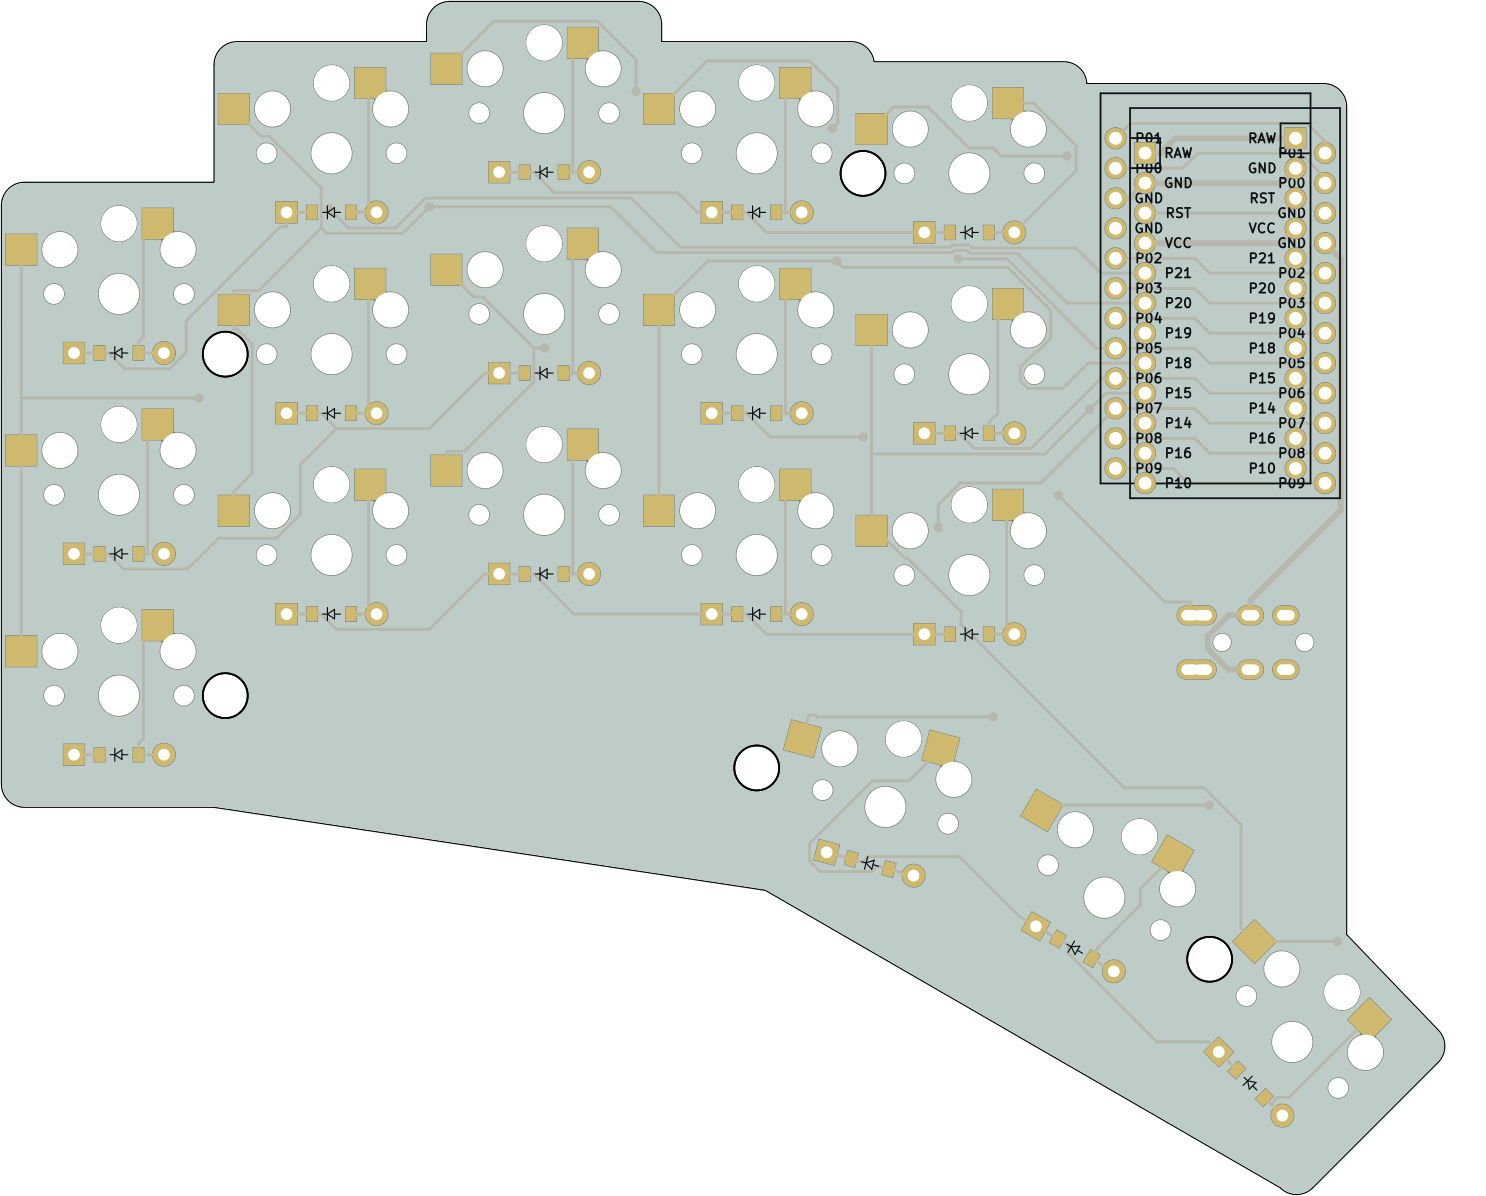 P01 RAW
RAW P01
P00 GND
GND P00
GND RST
RST GND
GND VCC
VCC GND
P02 P21
P21 P02
P03 P20
P20 P03
P04 P19
P19 P04
P05 P18
P18 P05
P06 P15
P15 P06
P07 P14
P14 P07
P08 P16
P16 P08
P09 P10
P10 P09